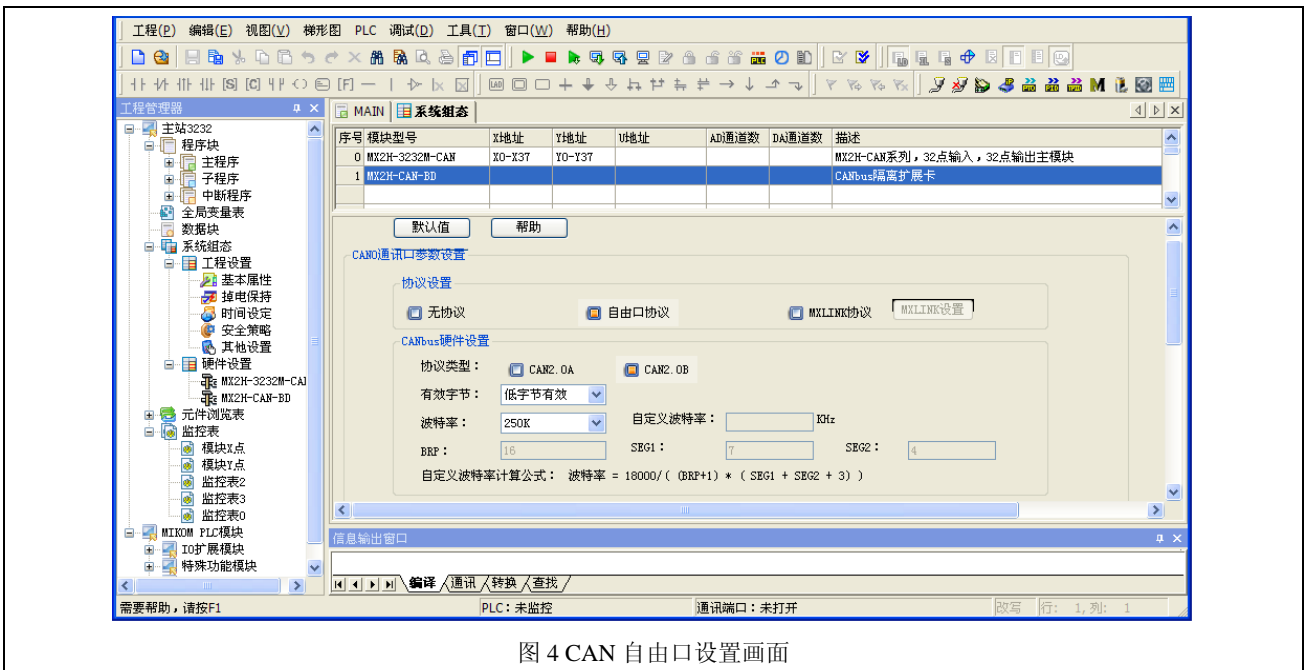 工程(P) 编辑(E) 视图(V) 梯形图 PLC 调试(D) 工具(T) 窗口(W) 帮助(H)
[S] [C] [F]
工程管理器
主站3232
程序块
主程序
子程序
中断程序
全局变量表
数据块
系统组态
工程设置
基本属性
掉电保持
时间设定
安全策略
其他设置
硬件设置
MX2H-3232M-CAN
MX2H-CAN-BD
元件浏览表
监控表
模块X点
模块Y点
监控表2
监控表3
监控表0
MIKOM PLC模块
IO扩展模块
特殊功能模块
MAIN 系统组态
序号 模块型号 X地址 Y地址 U地址 AD通道数 DA通道数 描述
0 MX2H-3232M-CAN X0-X37 Y0-Y37 MX2H-CAN系列，32点输入，32点输出主模块
1 MX2H-CAN-BD CANbus隔离扩展卡
默认值 帮助
CAN0通讯口参数设置
协议设置
无协议 自由口协议 MXLINK协议 MXLINK设置
CANbus硬件设置
协议类型： CAN2.0A CAN2.0B
有效字节： 低字节有效
波特率： 250K 自定义波特率： KHz
BRP： 16 SEG1： 7 SEG2： 4
自定义波特率计算公式： 波特率 = 18000/( (BRP+1) * ( SEG1 + SEG2 + 3) )
信息输出窗口
编译 通讯 转换 查找
需要帮助，请按F1 PLC：未监控 通讯端口：未打开 改写 行: 1,列: 1
图 4 CAN 自由口设置画面